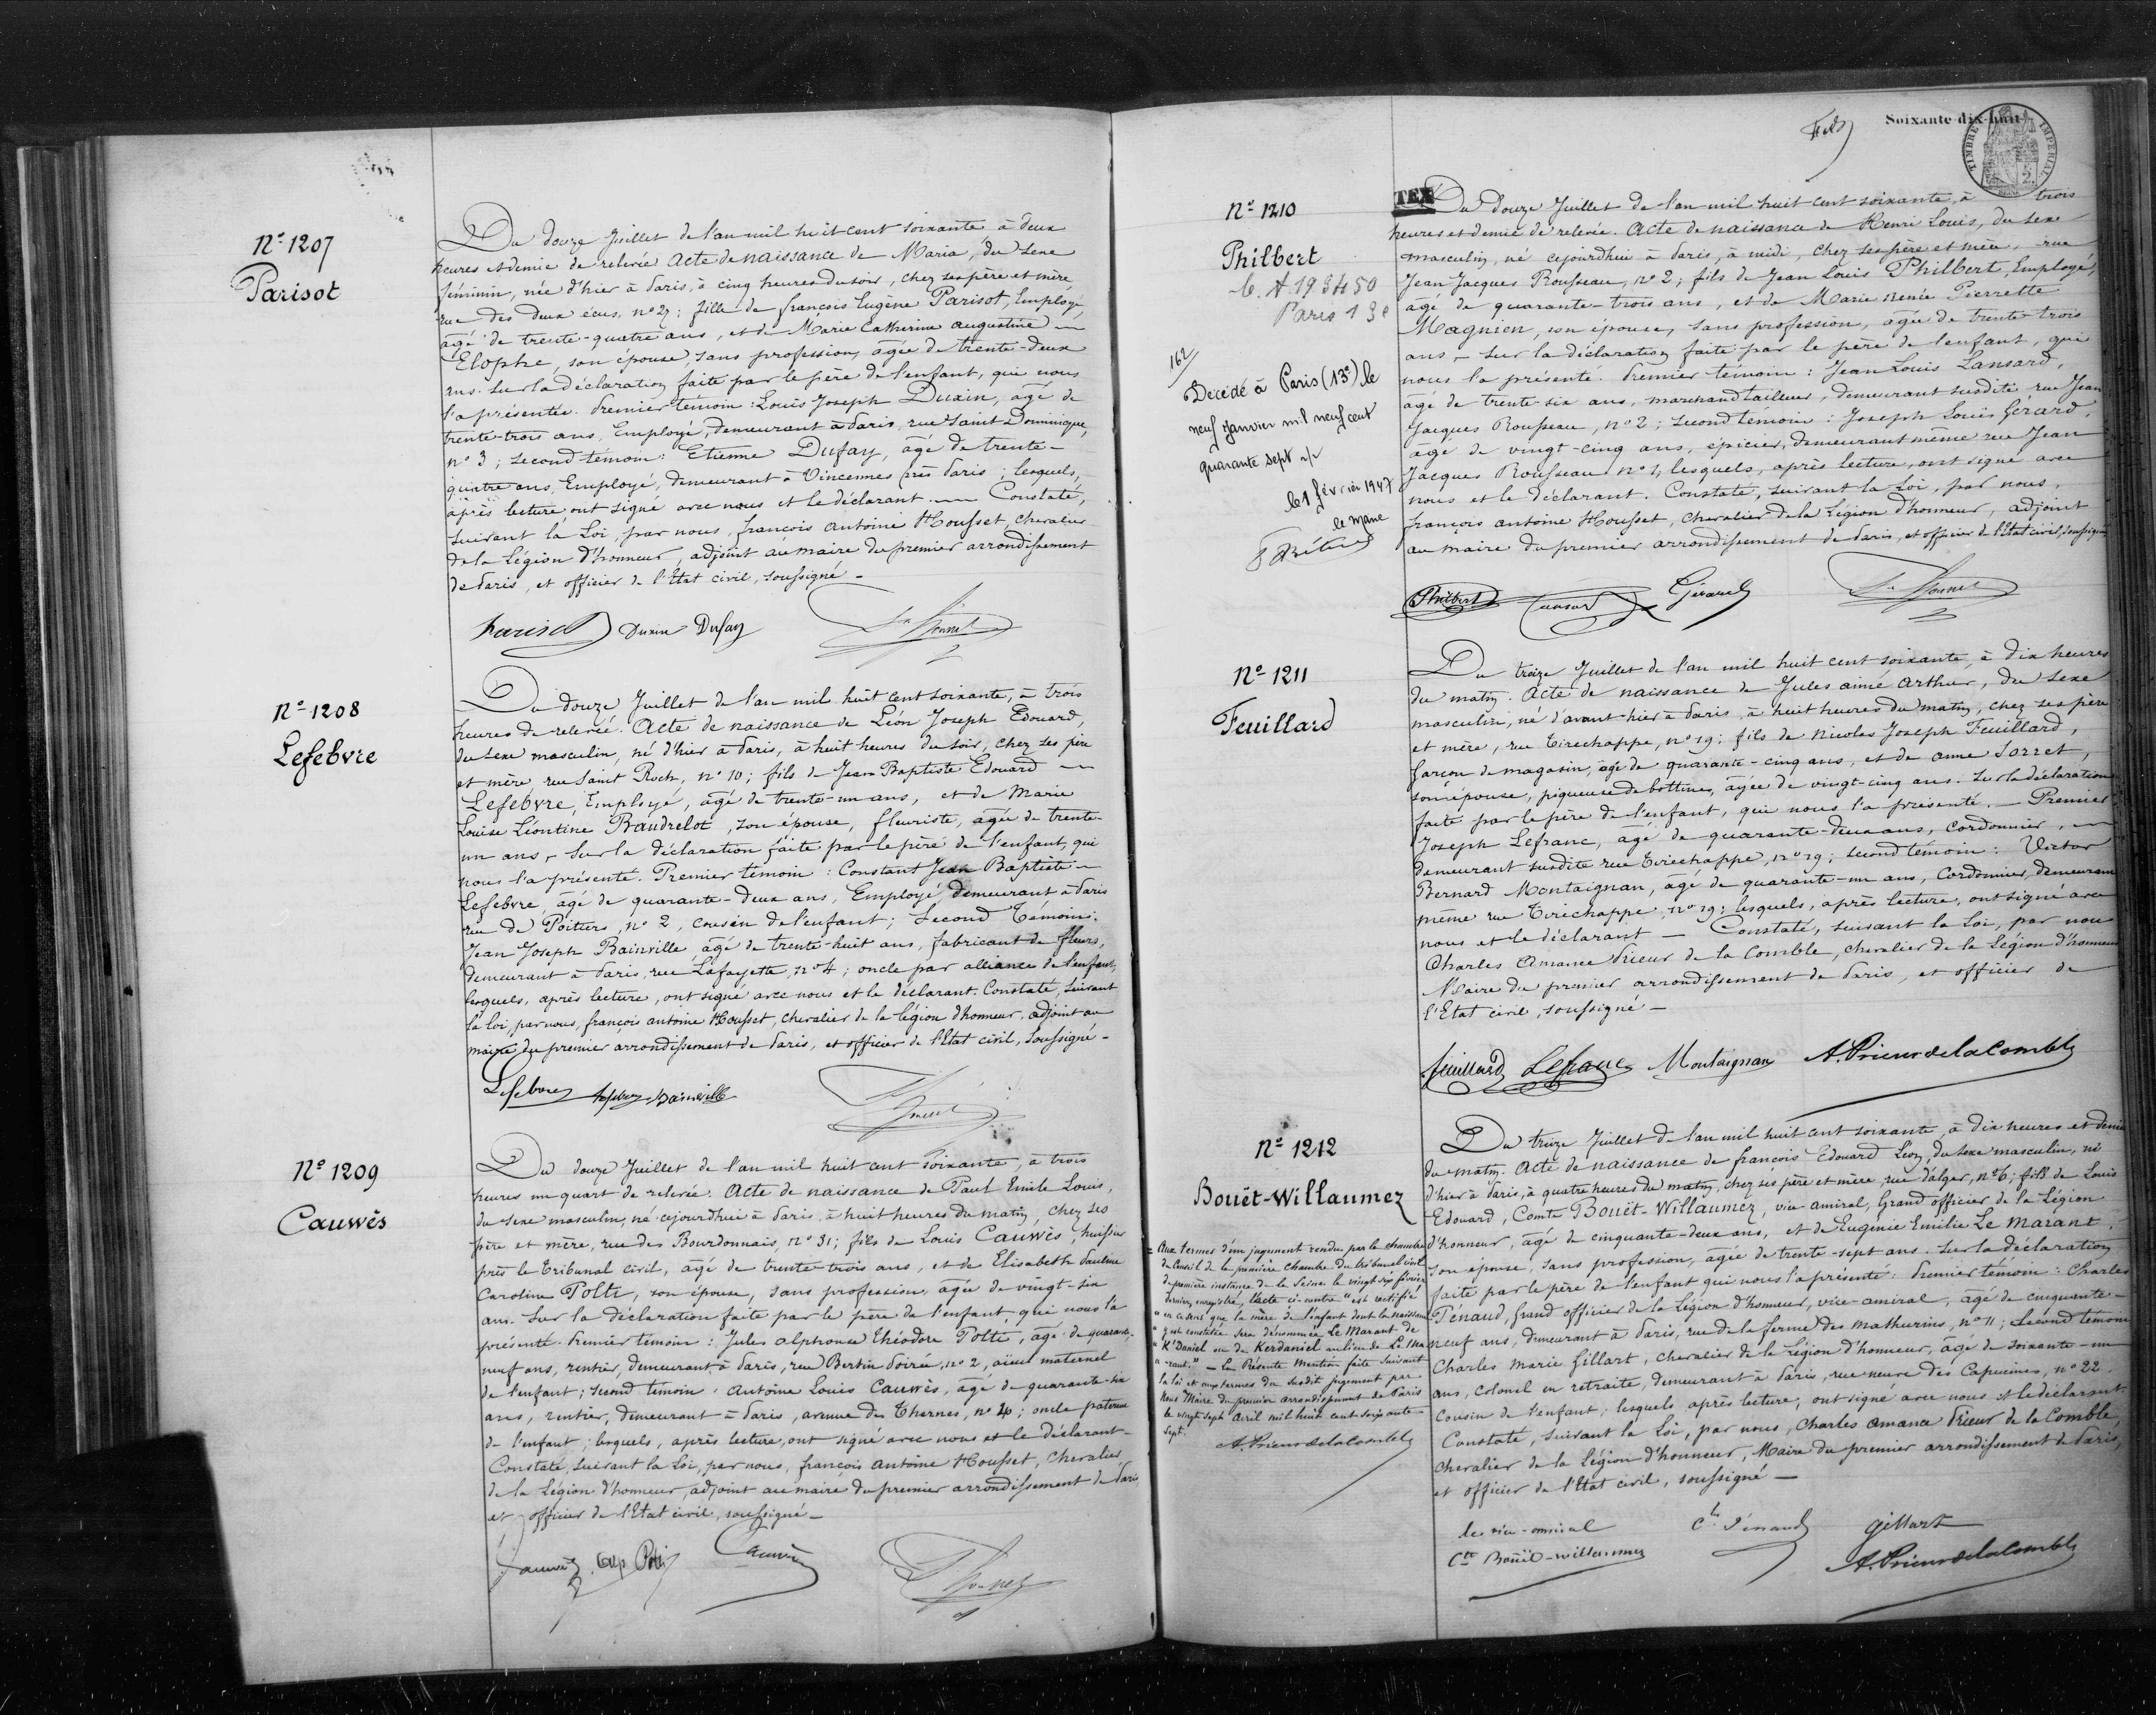 N° 1207
Parisot
Du douze Juillet de l'an mil huit cent soixante à deux
heures et demie de relevée. Acte de naissance de Maria, du sexe
féminin, née d'hier à Paris, à cinq heures du soir, chez ses père et mère,
rue des deux écus, n° 27; fille de françois Eugène Parisot, Employé,
âgé de trente-quatre ans, et de Marie Catherine augustine
Elophe, son épouse, sans profession, âgée de trente-deux
ans. Sur la déclaration faite par le père de l'enfant, qui nous
l'a présentée. Premier témoin: Louis Joseph Duxin, âgé de
trente-trois ans, Employé, demeurant à Paris, rue Saint Dominique,
n° 3; second témoin: Etienne Dufay, âgé de trente-
quatre ans, Employé, demeurant à Vincennes près Paris; lesquels,
après lecture, ont signé avec nous et le déclarant. — Constaté,
suivant la Loi, par nous, françois antoine Housset, chevalier
de la Légion d'honneur, adjoint au maire du premier arrondissement
de Paris, et officier de l'Etat civil, soussigné -
Parisot Duxin Dufay
N° 1208
Lefebvre
Du douze Juillet de l'an mil huit cent soixante, à trois
heures de relevée. Acte de naissance de Léon Joseph Edouard,
du sexe masculin, né d'hier à Paris, à huit heures du soir, chez ses père
et mère, rue Saint Roch, n° 10; fils de Jean Baptiste Edouard
Lefebvre, Employé, âgé de trente-un ans, et de Marie
Louise Léontine Baudrelot, son épouse, fleuriste, âgée de trente-
un ans, - Sur la déclaration faite par le père de l'enfant, qui
nous l'a présenté. Premier témoin: Constant Jean Baptiste
Lefebvre, âgé de quarante-deux ans, Employé, demeurant à Paris
rue de Poitiers, n° 2, cousin de l'enfant; second témoin:
Jean Joseph Bainville, âgé de trente-huit ans, fabricant de fleurs,
demeurant à Paris, rue Lafayette, n° 4; oncle par alliance de l'enfant;
lesquels, après lecture, ont signé avec nous et le déclarant. Constaté, suivant
la loi, par nous, françois antoine Housset, chevalier de la légion d'honneur, adjoint au
maire du premier arrondissement de Paris, et officier de l'Etat civil, soussigné -
Lefebvre Lefebvre Bainville
N° 1209
Cauwès
Du douze Juillet de l'an mil huit cent soixante, à trois
heures un quart de relevée. Acte de naissance de Paul Emile Louis,
du sexe masculin, né cejourdhui à Paris, à huit heures du matin, chez ses
père et mère, rue des Bourdonnais, n° 31; fils de Louis Cauwès, huissier
près le Tribunal civil, âgé de trente-trois ans, et de Elisabeth Pauline
Caroline Polti, son épouse, sans profession, âgée de vingt-six
ans. Sur la déclaration faite par le père de l'enfant, qui nous l'a
présenté. Premier témoin: Jules alphonse Théodore Polti, âgé de quarante-
neuf ans, rentier, demeurant à Paris, rue Bertin Poirée, n° 2, aïeul maternel
de l'enfant; second témoin: Antoine Louis Cauwès, âgé de quarante-six
ans, rentier, demeurant à Paris, avenue des Thernes, n° 40; oncle paternel
de l'enfant; lesquels, après lecture, ont signé avec nous et le déclarant -
Constaté, suivant la Loi, par nous, françois antoine Housset, chevalier
de la Légion d'honneur, adjoint au maire du premier arrondissement de Paris,
et officier de l'Etat civil, soussigné -
Cauwès Polti Cauwès
Soixante-dix-huit
TIMBRE IMPERIAL
N° 1210
Philbert
A 193450
Paris 13e
162
Décédé à Paris (13e) le
neuf Janvier mil neuf cent
quarante sept
le 1 février 1947
le Maire
TEX
Du douze Juillet de l'an mil huit cent soixante, à trois
heures et demie de relevée. Acte de naissance de Henri Louis, du sexe
masculin, né cejourdhui à Paris, à midi, chez ses père et mère, rue
Jean Jacques Rousseau, n° 2; fils de Jean Louis Philbert, Employé,
âgé de quarante-trois ans, et de Marie Renée Pierrette
Magnien, son épouse, sans profession, âgée de trente-trois
ans, - Sur la déclaration faite par le père de l'enfant, qui
nous l'a présenté. Premier témoin: Jean Louis Lansard,
âgé de trente-six ans, marchand tailleur, demeurant susdite rue Jean
Jacques Rousseau, n° 2; second témoin: Joseph Louis Gérard,
âgé de vingt-cinq ans, épicier, demeurant même rue Jean
Jacques Rousseau n° 1, lesquels, après lecture, ont signé avec
nous et le déclarant. Constaté, suivant la Loi, par nous,
françois antoine Housset, chevalier de la Légion d'honneur, adjoint
au maire du premier arrondissement de Paris, et officier de l'Etat civil, soussigné
Philbert Lansard Gérard
N° 1211
Feuillard
Du treize Juillet de l'an mil huit cent soixante, à dix heures
du matin. Acte de naissance de Jules aimé arthur, du sexe
masculin, né d'avant-hier à Paris, à huit heures du matin, chez ses père
et mère, rue Tirechappe, n° 19; fils de Nicolas Joseph Feuillard,
garçon de magasin, âgé de quarante-cinq ans, et de anne Sorret,
son épouse, piqueuse de bottines, âgée de vingt-cinq ans. Sur la déclaration
faite par le père de l'enfant, qui nous l'a présenté. — Premier
Joseph Lefranc, âgé de quarante-deux ans, cordonnier,
demeurant susdite rue Tirechappe, n° 19; second témoin: Victor
Bernard Montaignan, âgé de quarante-un ans, cordonnier, demeurant
même rue Tirechappe, n° 19; lesquels, après lecture, ont signé avec
nous et le déclarant — Constaté, suivant la Loi, par nous
Charles Amance Prieur de la Comble, chevalier de la Légion d'honneur
Maire du premier arrondissement de Paris, et officier de
l'Etat civil, soussigné -
feuillard Lefranc Montaignan A. Prieur de la Comble
N° 1212
Bouët-Willaumez
= Aux termes d'un jugement rendu par la chambre
du Conseil de la première chambre du tribunal civil
de première instance de la Seine le vingt six février
dernier, enregistré, l'acte ci-contre "est rectifié
"en ce sens que la mère de l'enfant dont la naissance
"y est constatée sera dénommée Le Marant de
"K'Daniel ou de Kerdaniel au lieu de Le Ma
"rant." — La Présente Mention faite suivant
la loi et aux termes du susdit jugement par
Nous Maire du premier arrondissement de Paris
le vingt sept Avril mil huit cent soixante
sept.
A. Prieur de la Comble
Du treize Juillet de l'an mil huit cent soixante, à dix heures et demie
du matin. Acte de naissance de françois Edouard Léon, du sexe masculin, né
d'hier à Paris, à quatre heures du matin, chez ses père et mère, rue d'alger, n° 6; fils de Louis
Edouard, Comte Bouët-Willaumez, vice amiral, Grand officier de la Légion
d'honneur, âgé de cinquante-deux ans, et de Eugénie Emilie Le Marant,
son épouse, sans profession, âgée de trente-sept ans. Sur la déclaration
faite par le père de l'enfant qui nous l'a présenté: Premier témoin: Charles
Pénaud, Grand officier de la Légion d'honneur, vice-amiral, âgé de cinquante-
neuf ans, demeurant à Paris, rue de la ferme des Mathurins, n° 11; Second témoin
Charles Marie Gillart, chevalier de la légion d'honneur, âgé de soixante-un
ans, Colonel en retraite, demeurant à Paris, rue neuve des Capucines, n° 22
Cousin de l'enfant; lesquels, après lecture, ont signé avec nous et le déclarant.
Constaté, suivant la Loi, par nous, Charles amance Prieur de la Comble,
chevalier de la Légion d'honneur, Maire du premier arrondissement de Paris,
et officier de l'Etat civil, soussigné —
le vice-amiral
Cte Bouët-Willaumez Ch. Pénaud Gillart
A. Prieur de la Comble